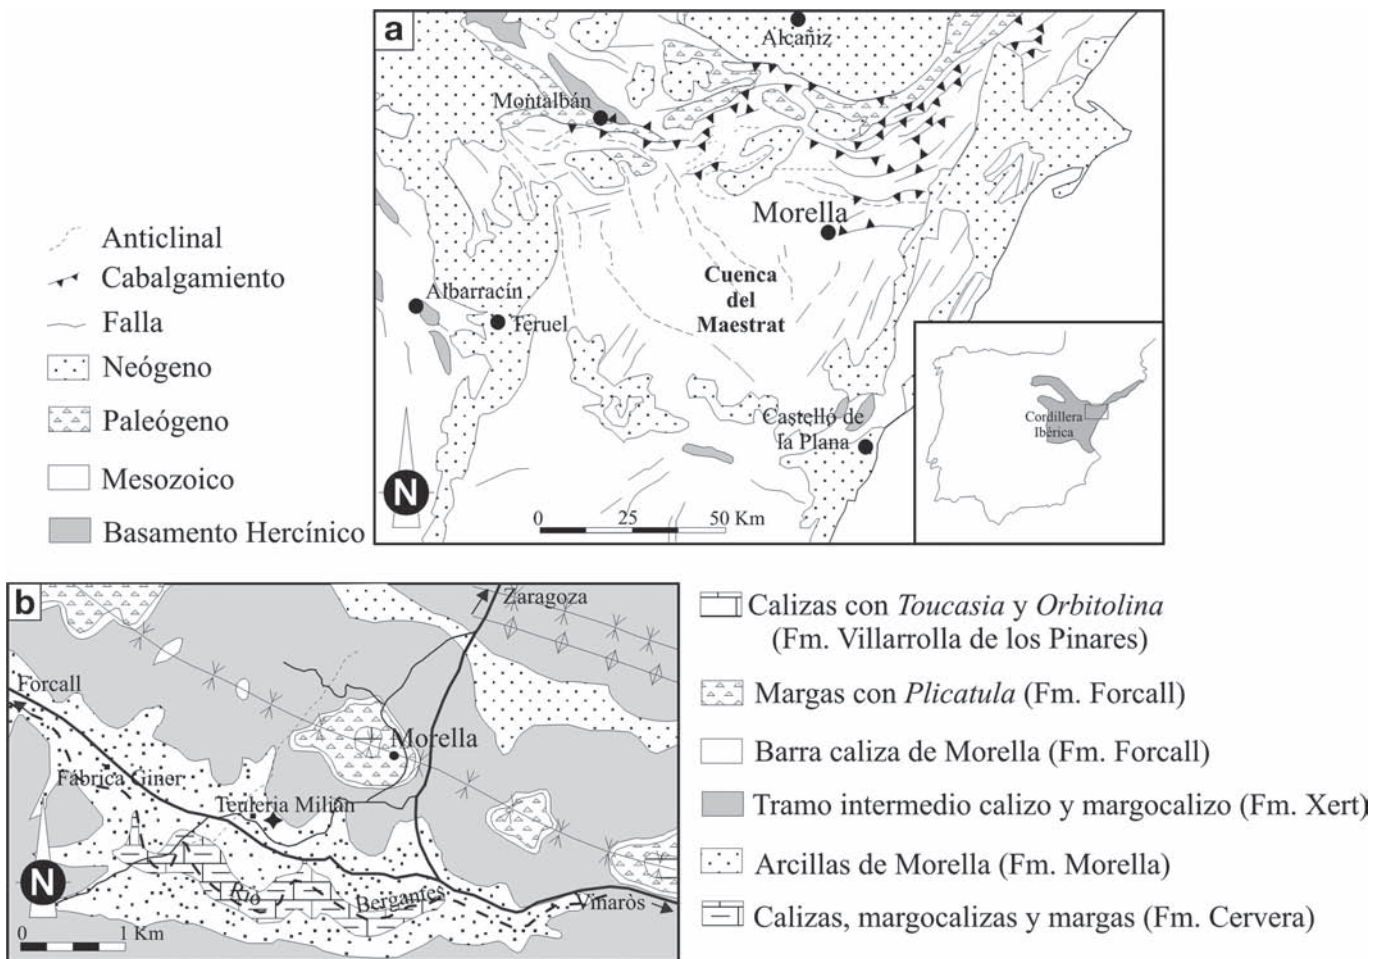 a
Alcañiz
Montalbán
Morella
Cuenca
del
Maestrat
Albarracín
Teruel
Castelló de
la Plana
Cordillera
Ibérica
N
0 25 50 Km
Anticlinal
Cabalgamiento
Falla
Neógeno
Paleógeno
Mesozoico
Basamento Hercínico
b
Zaragoza
Forcall
Morella
Fábrica Giner
Teuleria Milián
Río Bergantes
Vinaròs
N
0 1 Km
Calizas con Toucasia y Orbitolina
(Fm. Villarrolla de los Pinares)
Margas con Plicatula (Fm. Forcall)
Barra caliza de Morella (Fm. Forcall)
Tramo intermedio calizo y margocalizo (Fm. Xert)
Arcillas de Morella (Fm. Morella)
Calizas, margocalizas y margas (Fm. Cervera)